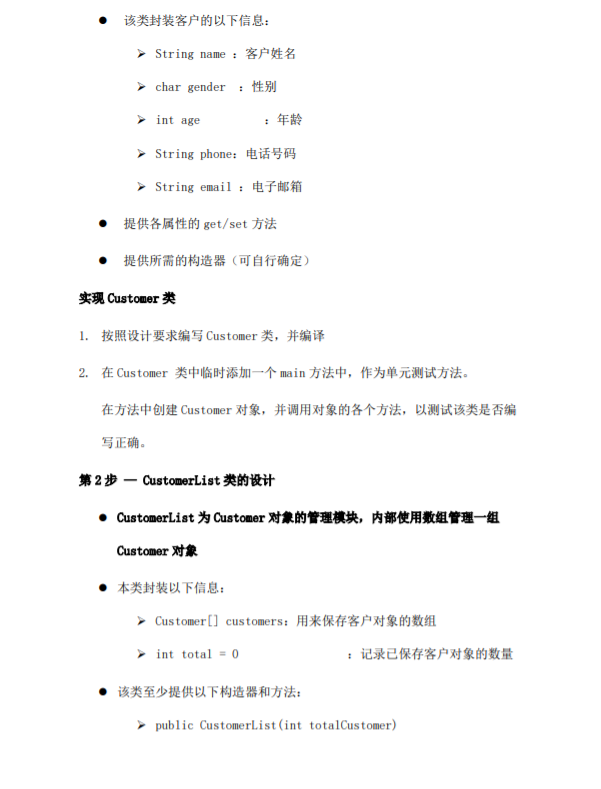 ● 该类封装客户的以下信息：
➢ String name ：客户姓名
➢ char gender ：性别
➢ int age ：年龄
➢ String phone：电话号码
➢ String email ：电子邮箱
● 提供各属性的 get/set 方法
● 提供所需的构造器（可自行确定）
实现 Customer 类
1. 按照设计要求编写 Customer 类，并编译
2. 在 Customer 类中临时添加一个 main 方法中，作为单元测试方法。
在方法中创建 Customer 对象，并调用对象的各个方法，以测试该类是否编
写正确。
第 2 步 — CustomerList 类的设计
● CustomerList 为 Customer 对象的管理模块，内部使用数组管理一组
Customer 对象
● 本类封装以下信息：
➢ Customer[] customers：用来保存客户对象的数组
➢ int total = 0 ：记录已保存客户对象的数量
● 该类至少提供以下构造器和方法：
➢ public CustomerList(int totalCustomer)